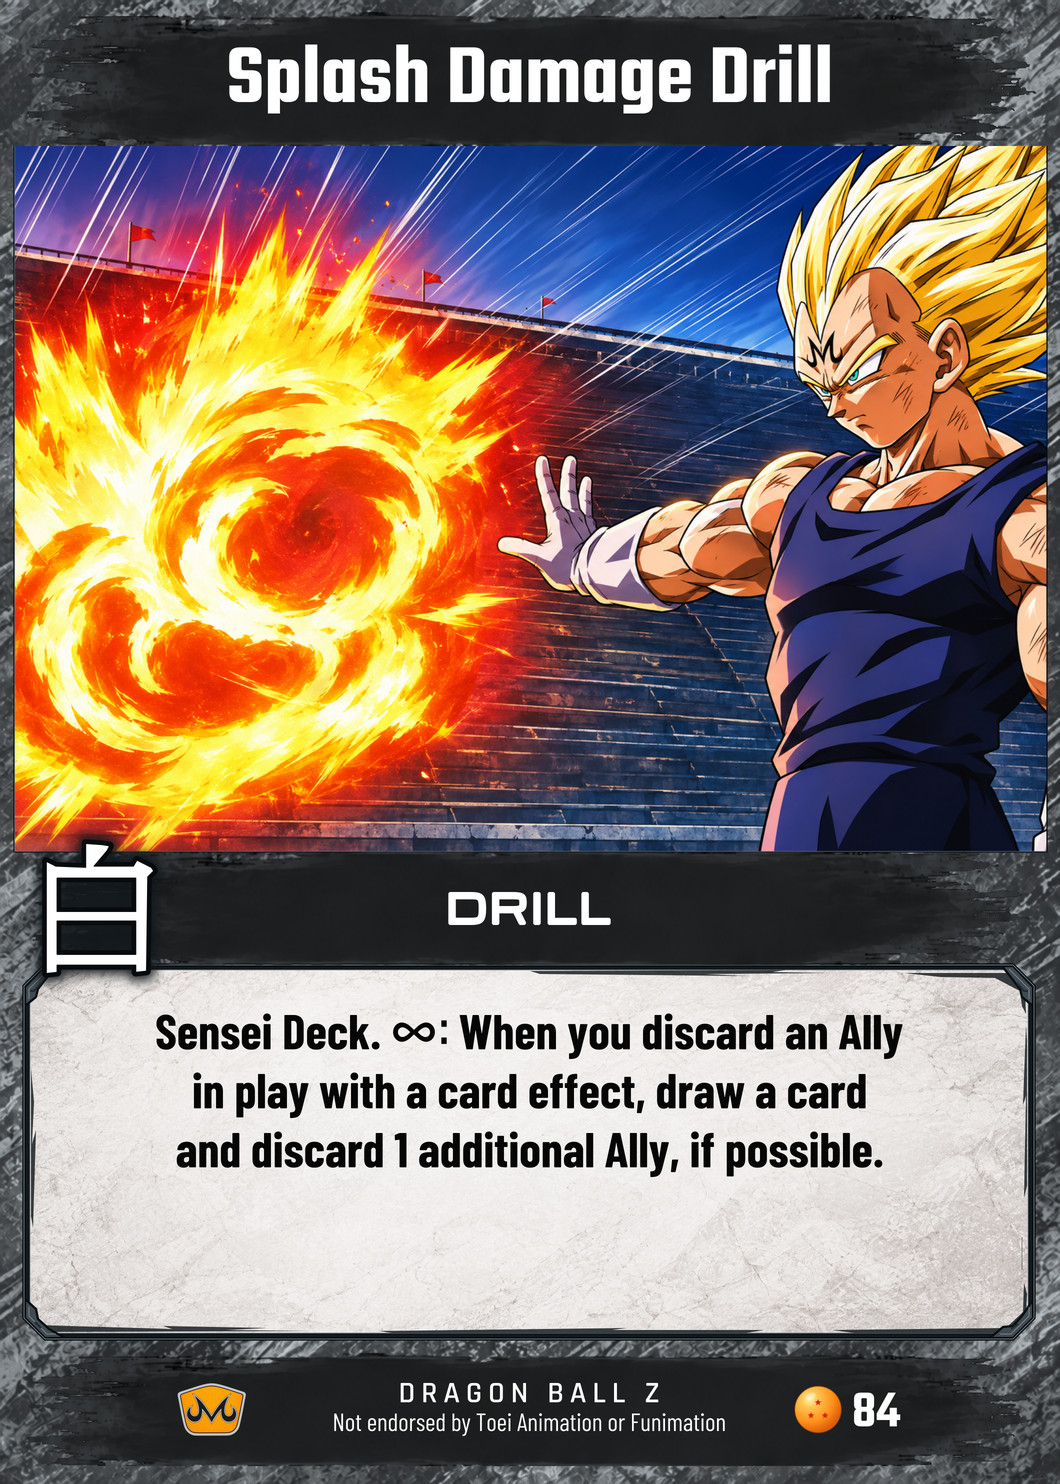 Splash Damage Drill
白
DRILL
Sensei Deck. ∞: When you discard an Ally
in play with a card effect, draw a card
and discard 1 additional Ally, if possible.
DRAGON BALL Z
Not endorsed by Toei Animation or Funimation
84